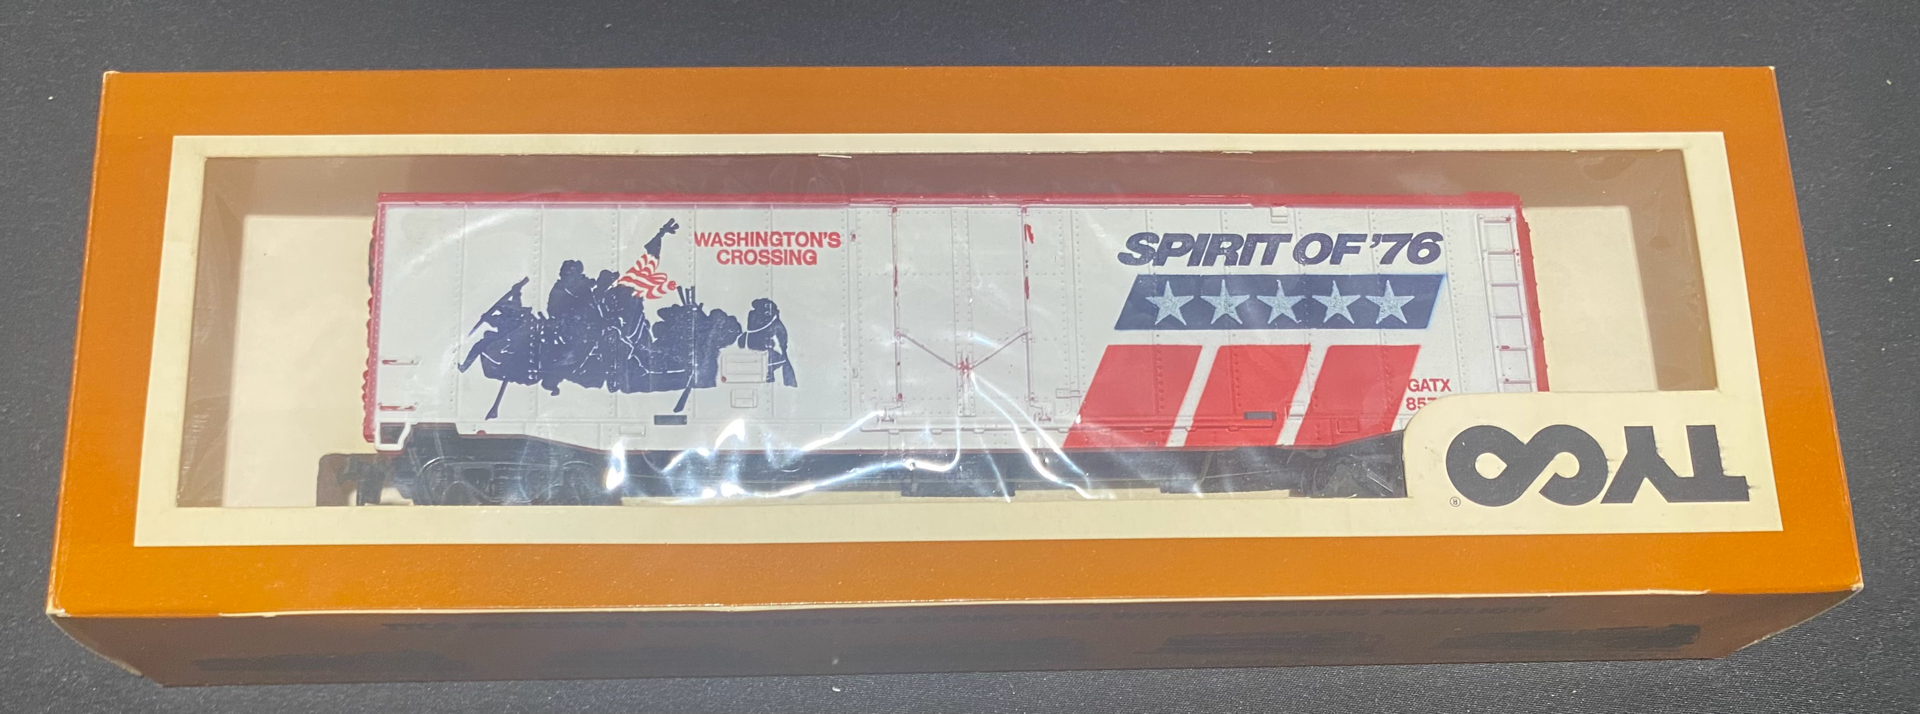 WASHINGTON'S
CROSSING
SPIRIT OF '76
GATX
TYCO
®